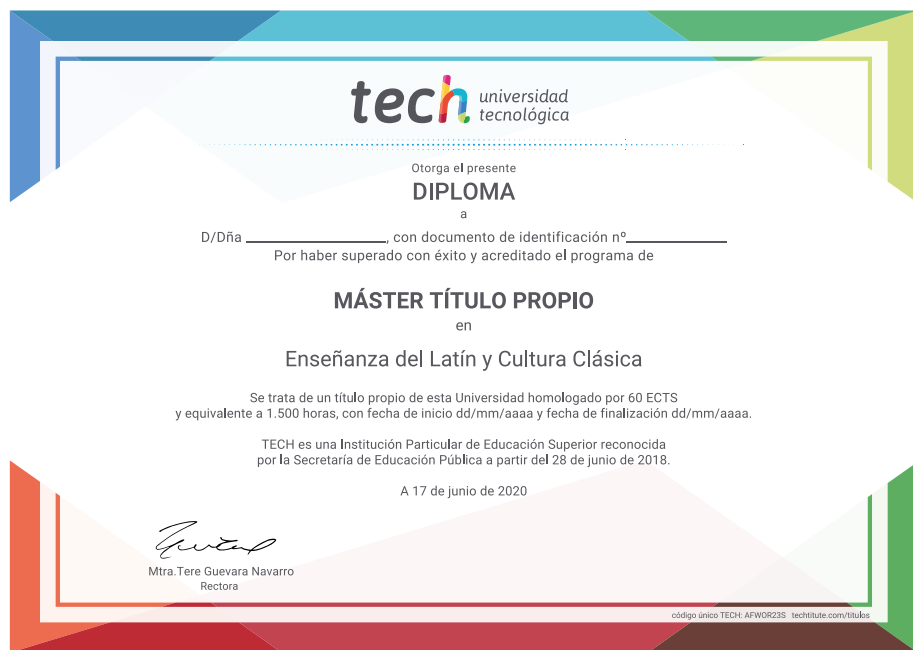 tech universidad
tecnológica
Otorga el presente
DIPLOMA
a
D/Dña ________________, con documento de identificación nº____________
Por haber superado con éxito y acreditado el programa de
MÁSTER TÍTULO PROPIO
en
Enseñanza del Latín y Cultura Clásica
Se trata de un título propio de esta Universidad homologado por 60 ECTS
y equivalente a 1.500 horas, con fecha de inicio dd/mm/aaaa y fecha de finalización dd/mm/aaaa.
TECH es una Institución Particular de Educación Superior reconocida
por la Secretaría de Educación Pública a partir del 28 de junio de 2018.
A 17 de junio de 2020
Mtra.Tere Guevara Navarro
Rectora
código único TECH: AFWOR23S techtitute.com/titulos